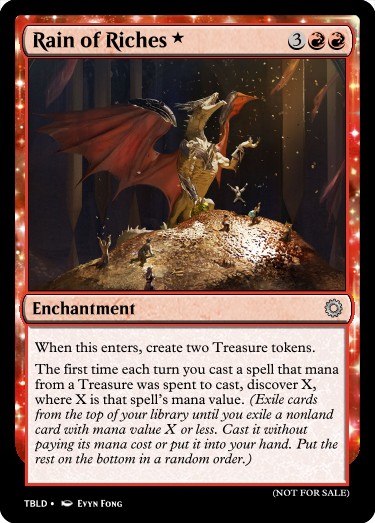 Rain of Riches ★ 3
Enchantment
When this enters, create two Treasure tokens.
The first time each turn you cast a spell that mana
from a Treasure was spent to cast, discover X,
where X is that spell's mana value. (Exile cards
from the top of your library until you exile a nonland
card with mana value X or less. Cast it without
paying its mana cost or put it into your hand. Put the
rest on the bottom in a random order.)
(NOT FOR SALE)
TBLD • Evyn Fong